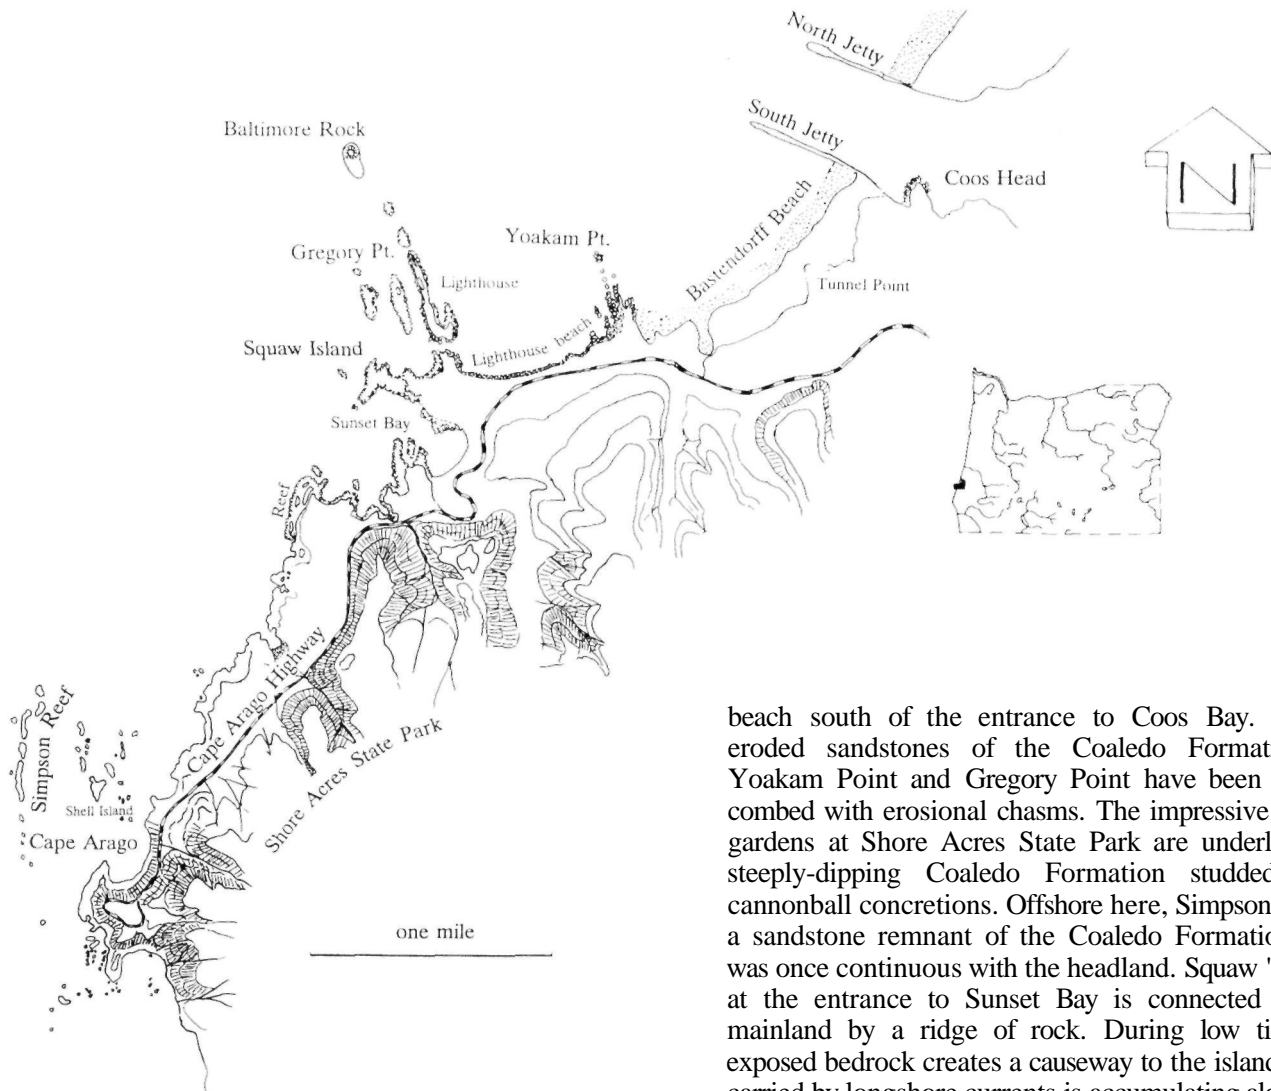 North Jetty
South Jetty
Baltimore Rock
Coos Head
N
Bastendorff Beach
Yoakam Pt.
Gregory Pt.
Lighthouse
Tunnel Point
Lighthouse beach
Squaw Island
Sunset Bay
Reef
Cape Arago Highway
Simpson Reef
Shell Island
Shore Acres State Park
Cape Arago
one mile
beach south of the entrance to Coos Bay.
eroded sandstones of the Coaledo Formati
Yoakam Point and Gregory Point have been
combed with erosional chasms. The impressive
gardens at Shore Acres State Park are underl
steeply-dipping Coaledo Formation studded
cannonball concretions. Offshore here, Simpson
a sandstone remnant of the Coaledo Formatio
was once continuous with the headland. Squaw '
at the entrance to Sunset Bay is connected
mainland by a ridge of rock. During low ti
exposed bedrock creates a causeway to the island